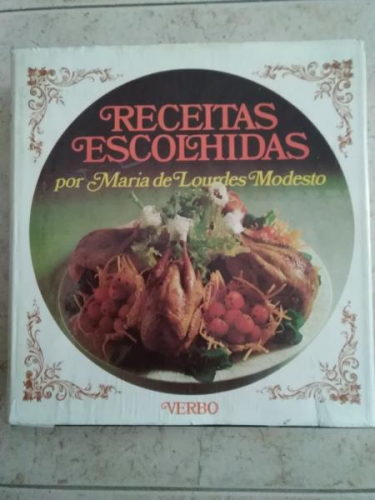 RECEITAS
ESCOLHIDAS
por Maria de Lourdes Modesto
VERBO